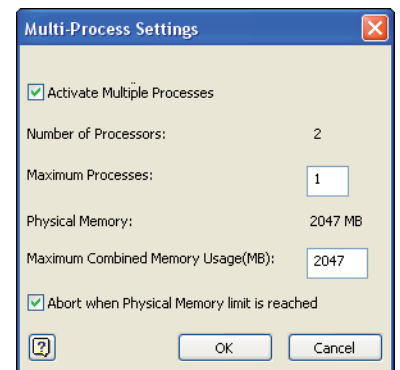 Multi-Process Settings
Activate Multiple Processes
Number of Processors: 2
Maximum Processes: 1
Physical Memory: 2047 MB
Maximum Combined Memory Usage(MB): 2047
Abort when Physical Memory limit is reached
? OK Cancel